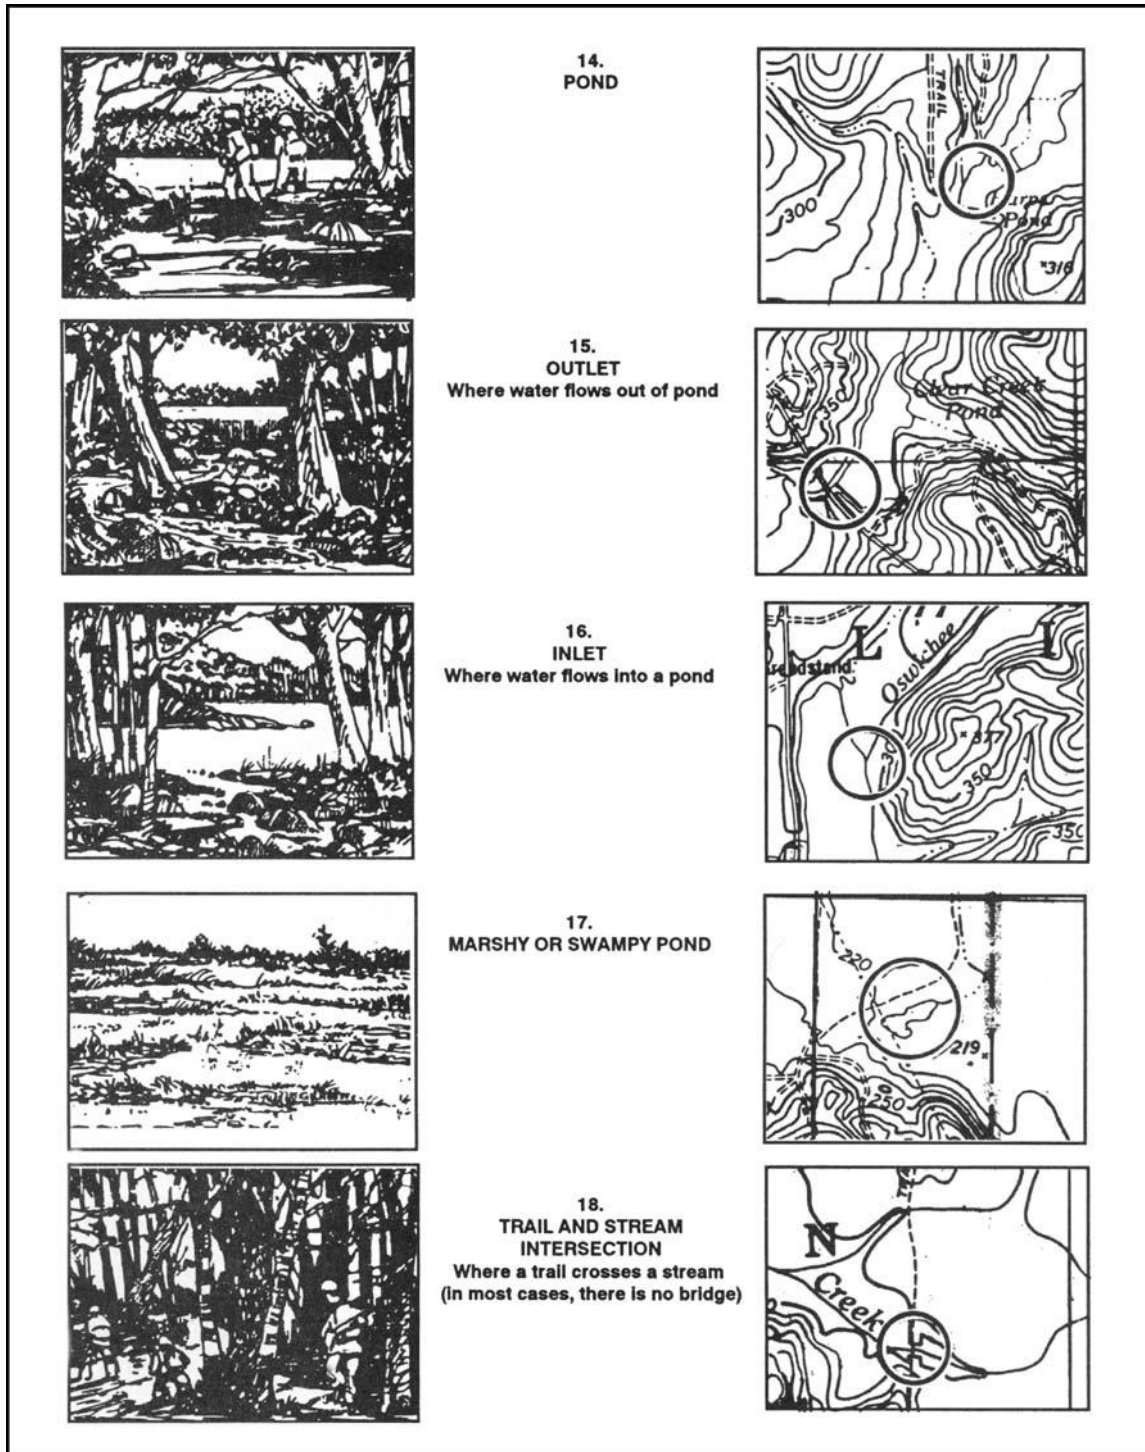 14.
POND
TRAIL
300
Pond
×316
15.
OUTLET
Where water flows out of pond
350
Clear Creek
Pond
16.
INLET
Where water flows into a pond
L
I
Oswichee
×377
350
350
17.
MARSHY OR SWAMPY POND
220
219
250
18.
TRAIL AND STREAM
INTERSECTION
Where a trail crosses a stream
(in most cases, there is no bridge)
N
Creek